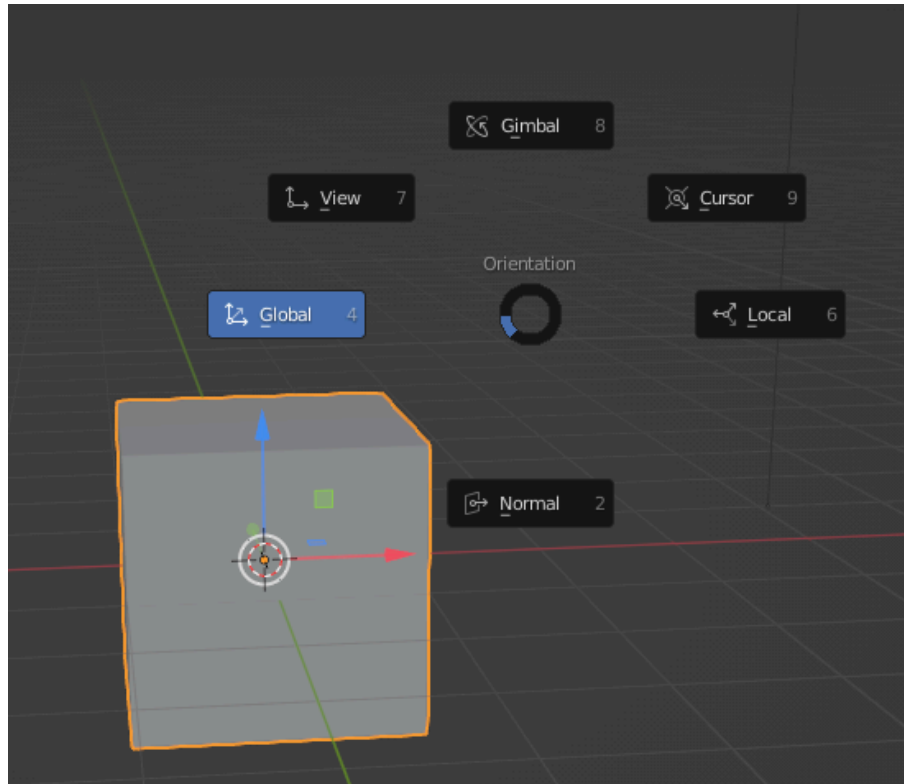 Gimbal 8
View 7
Cursor 9
Orientation
Global 4
Local 6
Normal 2